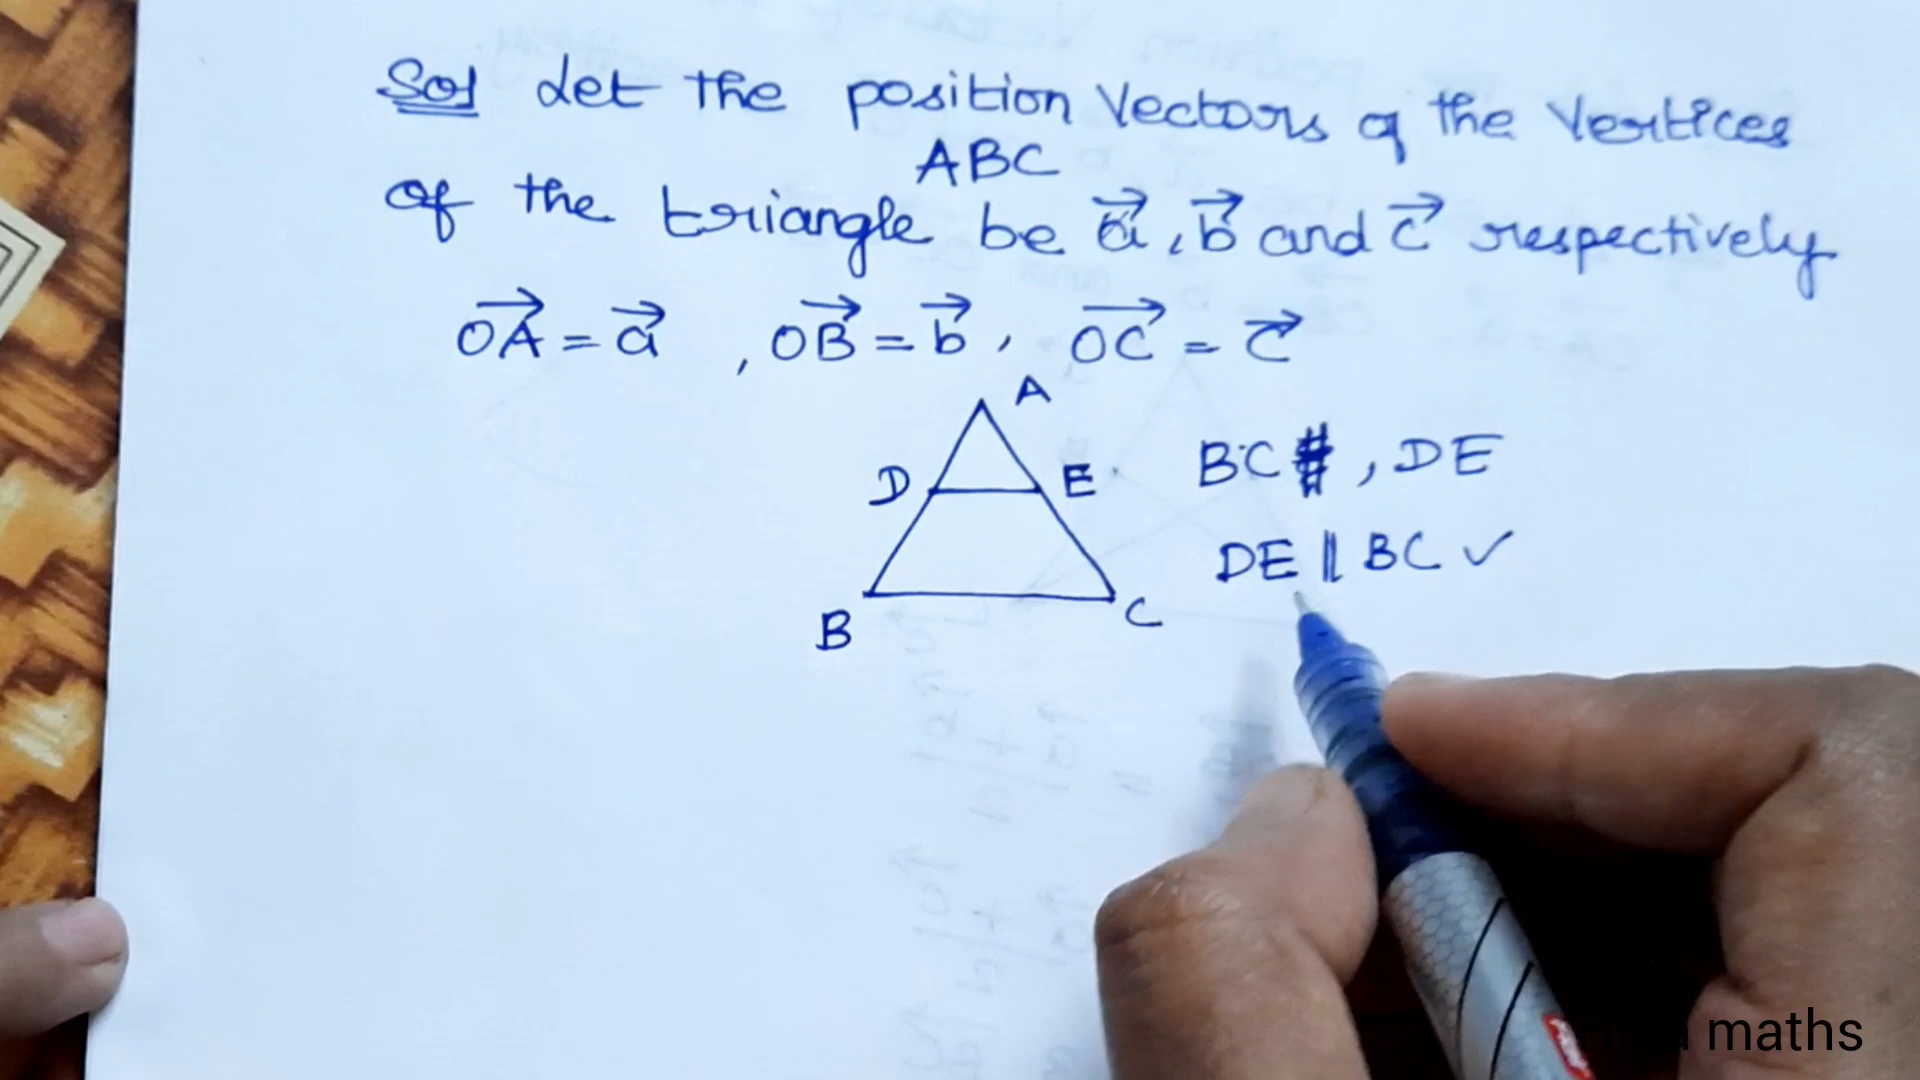 Sol Let the position Vectors of the Vertices
ABC
of the triangle be a⃗, b⃗ and c⃗ respectively
OA⃗ = a⃗ , OB⃗ = b⃗ , OC⃗ = c⃗
A
D E BC , DE
DE || BC ✓
B C
maths